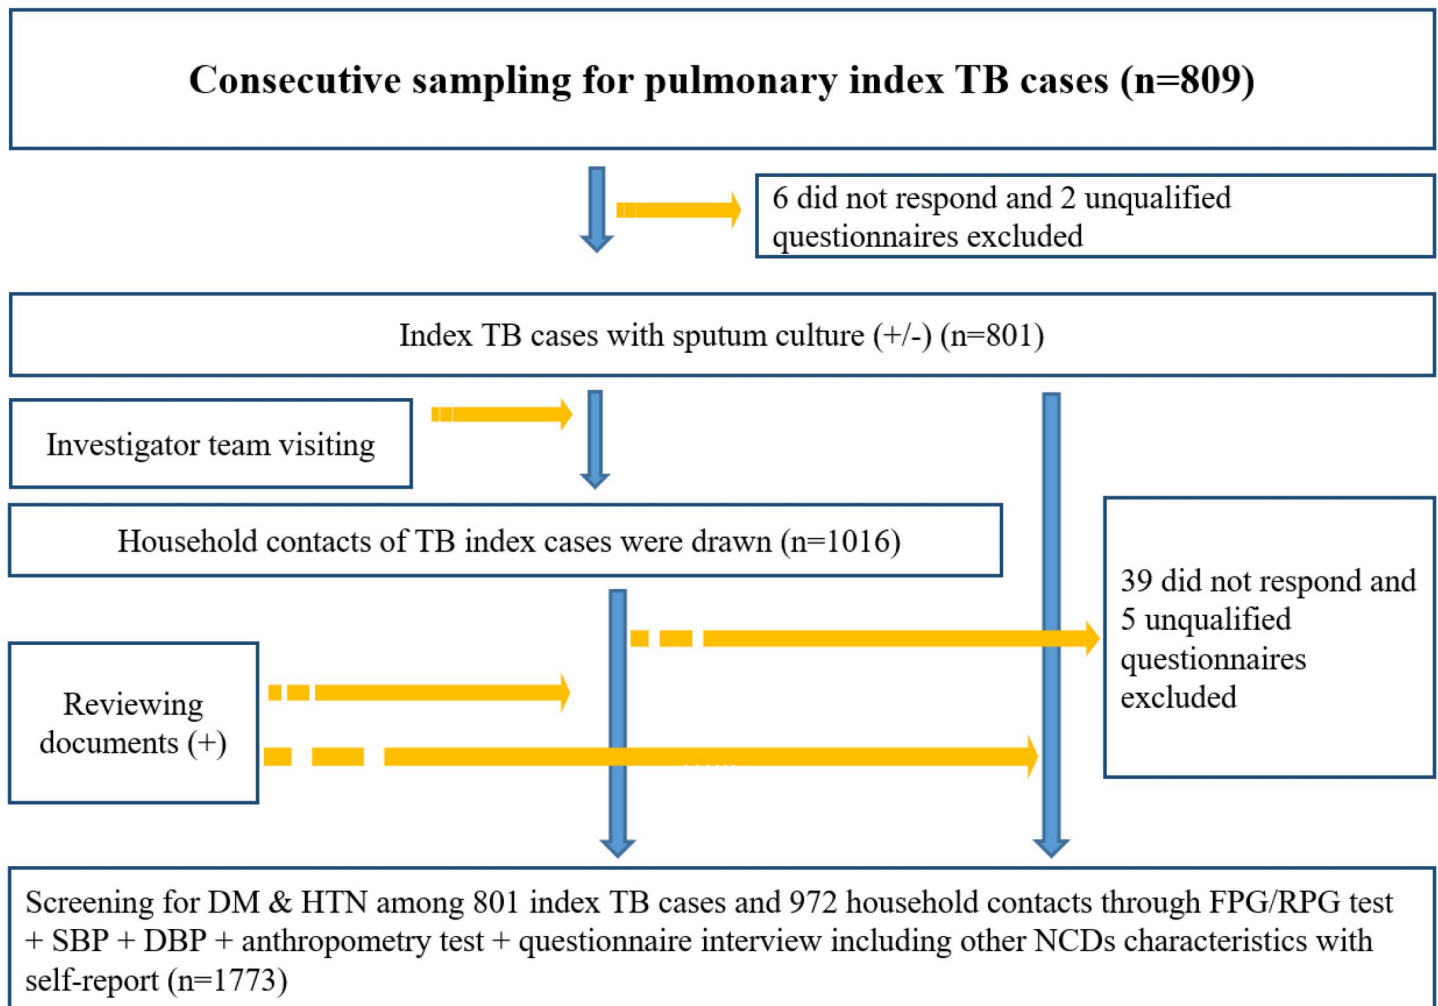 Consecutive sampling for pulmonary index TB cases (n=809)
6 did not respond and 2 unqualified
questionnaires excluded
Index TB cases with sputum culture (+/-) (n=801)
Investigator team visiting
Household contacts of TB index cases were drawn (n=1016)
39 did not respond and
5 unqualified
questionnaires
excluded
Reviewing
documents (+)
Screening for DM & HTN among 801 index TB cases and 972 household contacts through FPG/RPG test
+ SBP + DBP + anthropometry test + questionnaire interview including other NCDs characteristics with
self-report (n=1773)